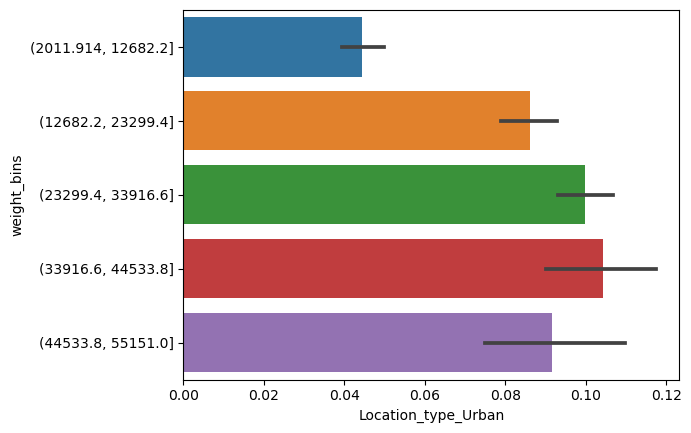 (2011.914, 12682.2]
(12682.2, 23299.4]
(23299.4, 33916.6]
(33916.6, 44533.8]
(44533.8, 55151.0]
weight_bins
0.00 0.02 0.04 0.06 0.08 0.10 0.12
Location_type_Urban